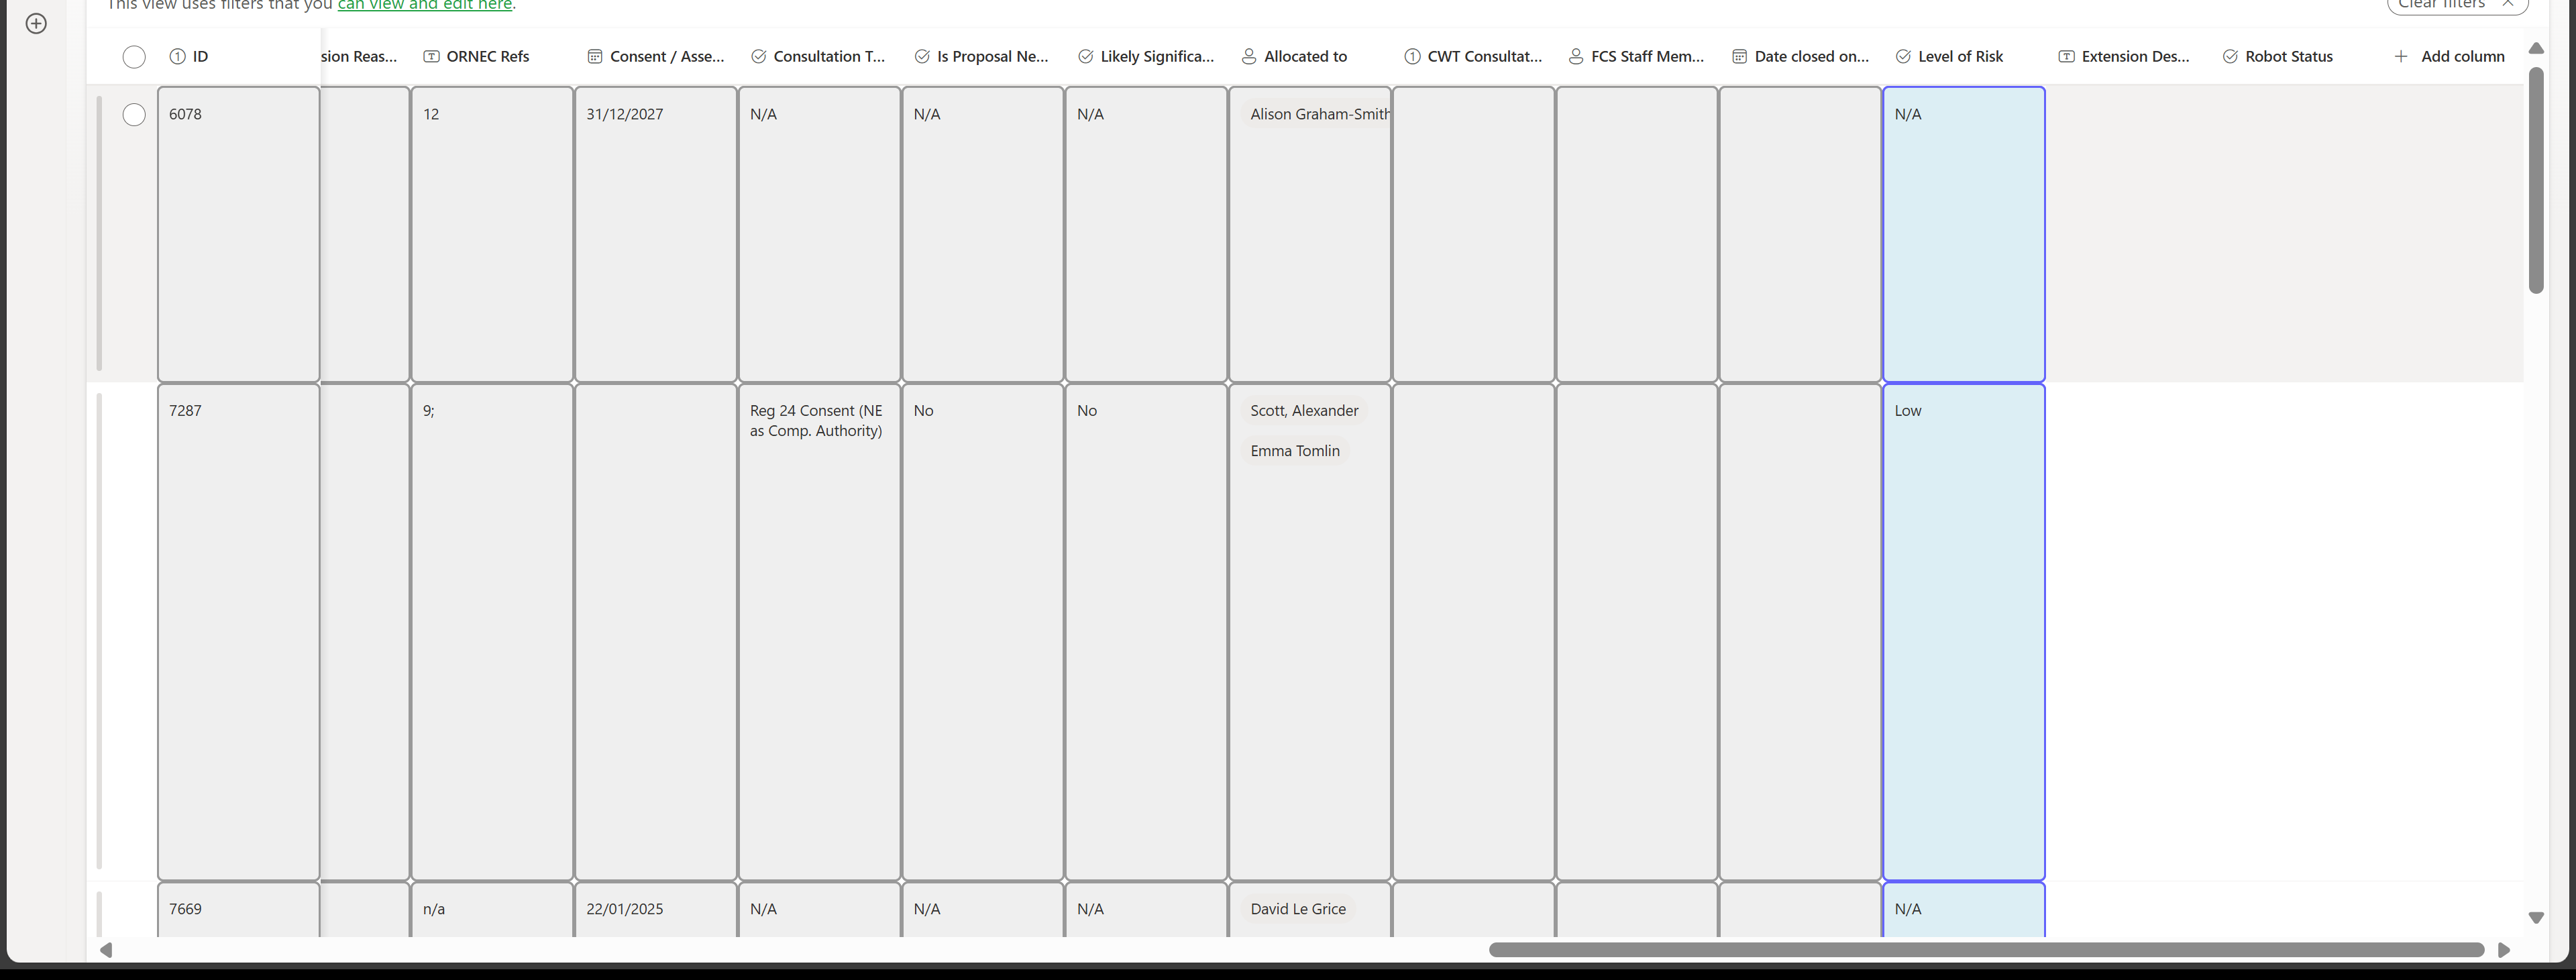 This view uses filters that you can view and edit here.
Clear filters
ID
sion Reas...
ORNEC Refs
Consent / Asse...
Consultation T...
Is Proposal Ne...
Likely Significa...
Allocated to
CWT Consultat...
FCS Staff Mem...
Date closed on...
Level of Risk
Extension Des...
Robot Status
Add column
6078
12
31/12/2027
N/A
N/A
N/A
Alison Graham-Smith
N/A
7287
9;
Reg 24 Consent (NE
as Comp. Authority)
No
No
Scott, Alexander
Emma Tomlin
Low
7669
n/a
22/01/2025
N/A
N/A
N/A
David Le Grice
N/A